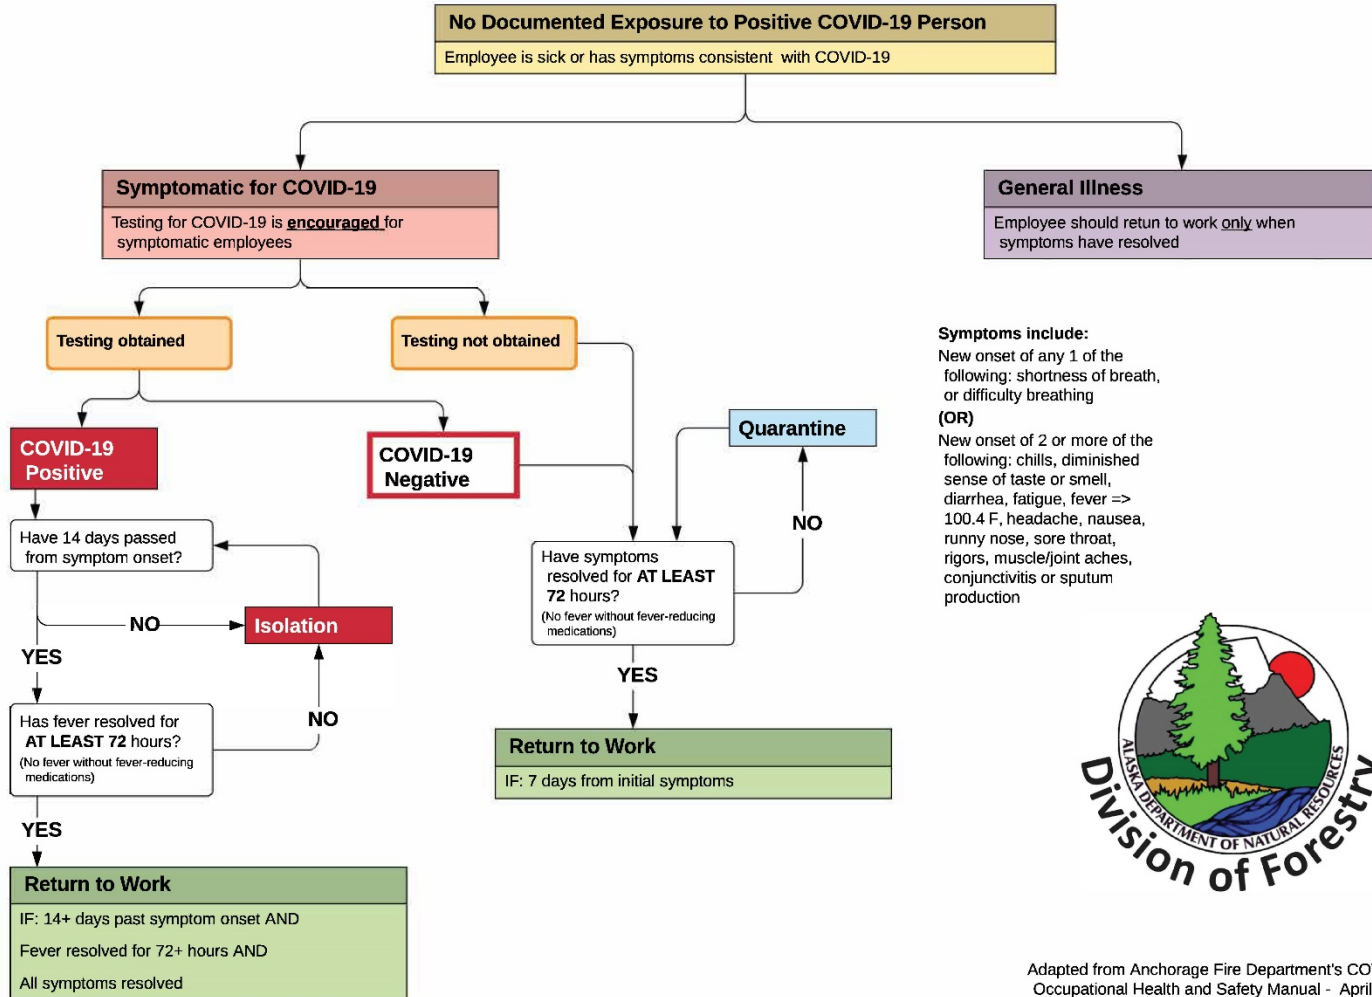 No Documented Exposure to Positive COVID-19 Person
Employee is sick or has symptoms consistent with COVID-19
Symptomatic for COVID-19
Testing for COVID-19 is encouraged for
symptomatic employees
General Illness
Employee should retun to work only when
symptoms have resolved
Testing obtained
Testing not obtained
Symptoms include:
New onset of any 1 of the
following: shortness of breath,
or difficulty breathing
(OR)
New onset of 2 or more of the
following: chills, diminished
sense of taste or smell,
diarrhea, fatigue, fever =>
100.4 F, headache, nausea,
runny nose, sore throat,
rigors, muscle/joint aches,
conjunctivitis or sputum
production
COVID-19
Positive
COVID-19
Negative
Quarantine
NO
Have 14 days passed
from symptom onset?
Have symptoms
resolved for AT LEAST
72 hours?
(No fever without fever-reducing
medications)
NO
Isolation
YES
YES
NO
Has fever resolved for
AT LEAST 72 hours?
(No fever without fever-reducing
medications)
Return to Work
IF: 7 days from initial symptoms
YES
Return to Work
IF: 14+ days past symptom onset AND
Fever resolved for 72+ hours AND
All symptoms resolved
ALASKA DEPARTMENT OF NATURAL RESOURCES
Division of Forestry
Adapted from Anchorage Fire Department's
Occupational Health and Safety Manual - April